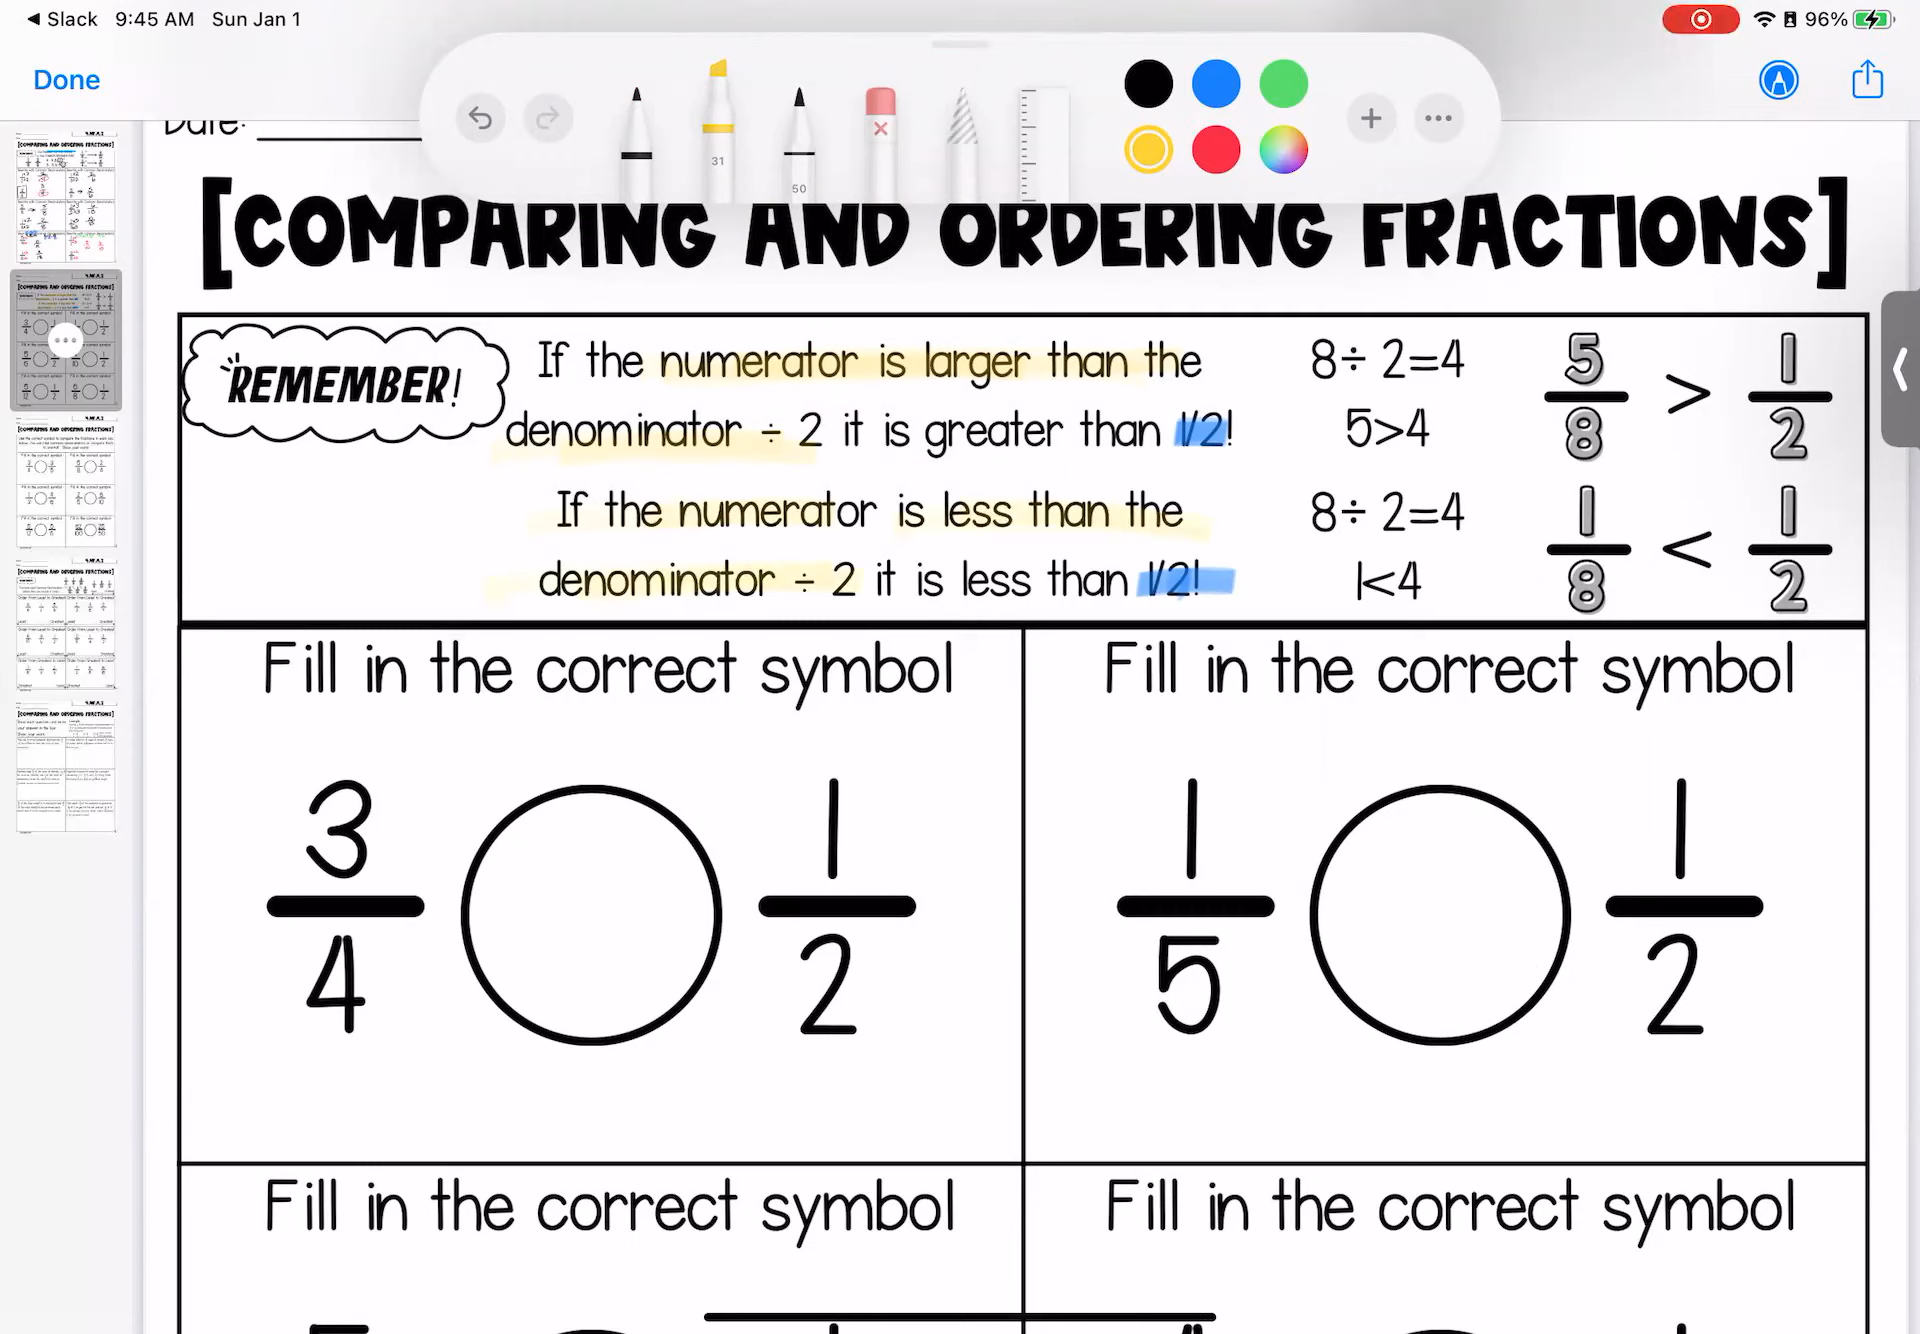 Slack 9:45 AM Sun Jan 1 96%
Done
31
50
Date:
[COMPARING AND ORDERING FRACTIONS]
REMEMBER!
If the numerator is larger than the
denominator ÷ 2 it is greater than 1/2!
8÷ 2=4
5>4
5/8 > 1/2
If the numerator is less than the
denominator ÷ 2 it is less than 1/2!
8÷ 2=4
1<4
1/8 < 1/2
Fill in the correct symbol
3/4 1/2
Fill in the correct symbol
1/5 1/2
Fill in the correct symbol
Fill in the correct symbol